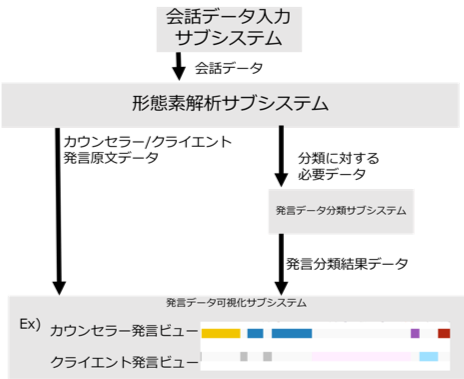 会話データ入力
サブシステム
会話データ
形態素解析サブシステム
カウンセラー/クライエント
発言原文データ
分類に対する
必要データ
発言データ分類サブシステム
発言分類結果データ
発言データ可視化サブシステム
Ex) カウンセラー発言ビュー
クライエント発言ビュー